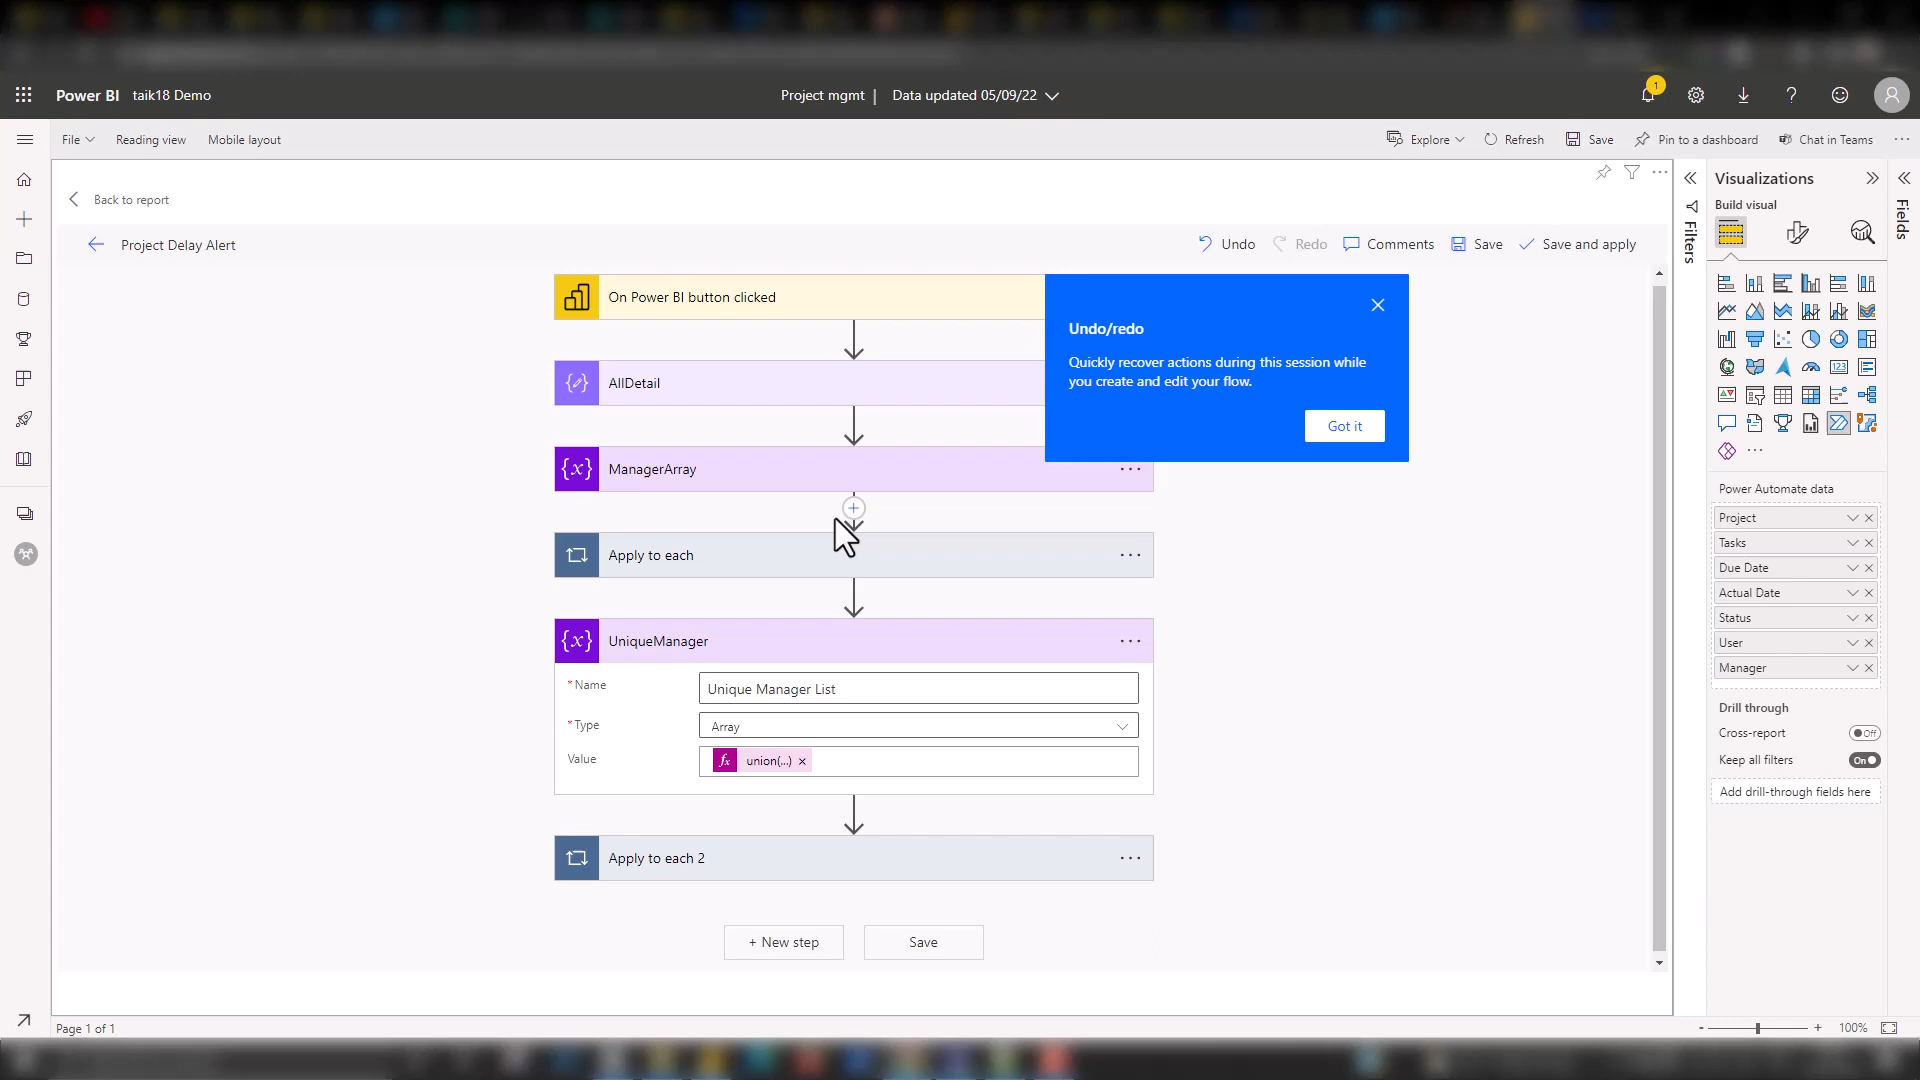 Power BI taik18 Demo
Project mgmt | Data updated 05/09/22
1
File
Reading view
Mobile layout
Explore
Refresh
Save
Pin to a dashboard
Chat in Teams
Back to report
Project Delay Alert
Undo
Redo
Comments
Save
Save and apply
On Power BI button clicked
AllDetail
{x} ManagerArray
Apply to each
{x} UniqueManager
* Name
Unique Manager List
* Type
Array
Value
fx union(...) ×
Apply to each 2
+ New step
Save
Undo/redo
Quickly recover actions during this session while
you create and edit your flow.
Got it
Filters
Visualizations
Build visual
123
Power Automate data
Project
Tasks
Due Date
Actual Date
Status
User
Manager
Drill through
Cross-report
Off
Keep all filters
On
Add drill-through fields here
Fields
Page 1 of 1
- + 100%